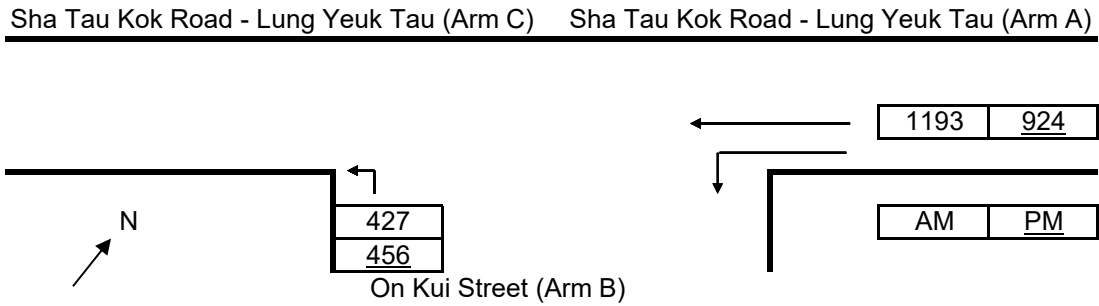 Sha Tau Kok Road - Lung Yeuk Tau (Arm C) Sha Tau Kok Road - Lung Yeuk Tau (Arm A)
1193 924
N 427 AM PM
456
On Kui Street (Arm B)